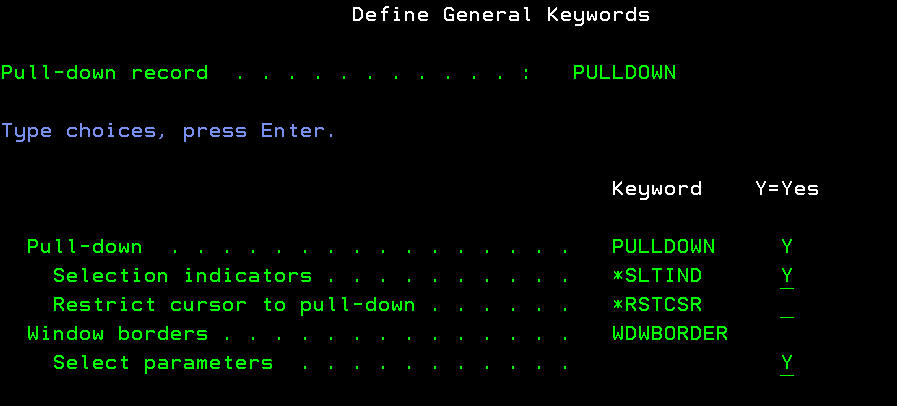 Define General Keywords
Pull-down record . . . . . . . . . . . : PULLDOWN
Type choices, press Enter.
Keyword Y=Yes
Pull-down . . . . . . . . . . . . . . . . PULLDOWN Y
Selection indicators . . . . . . . . . . *SLTIND Y
Restrict cursor to pull-down . . . . . . *RSTCSR _
Window borders . . . . . . . . . . . . . . WDWBORDER
Select parameters . . . . . . . . . . . Y